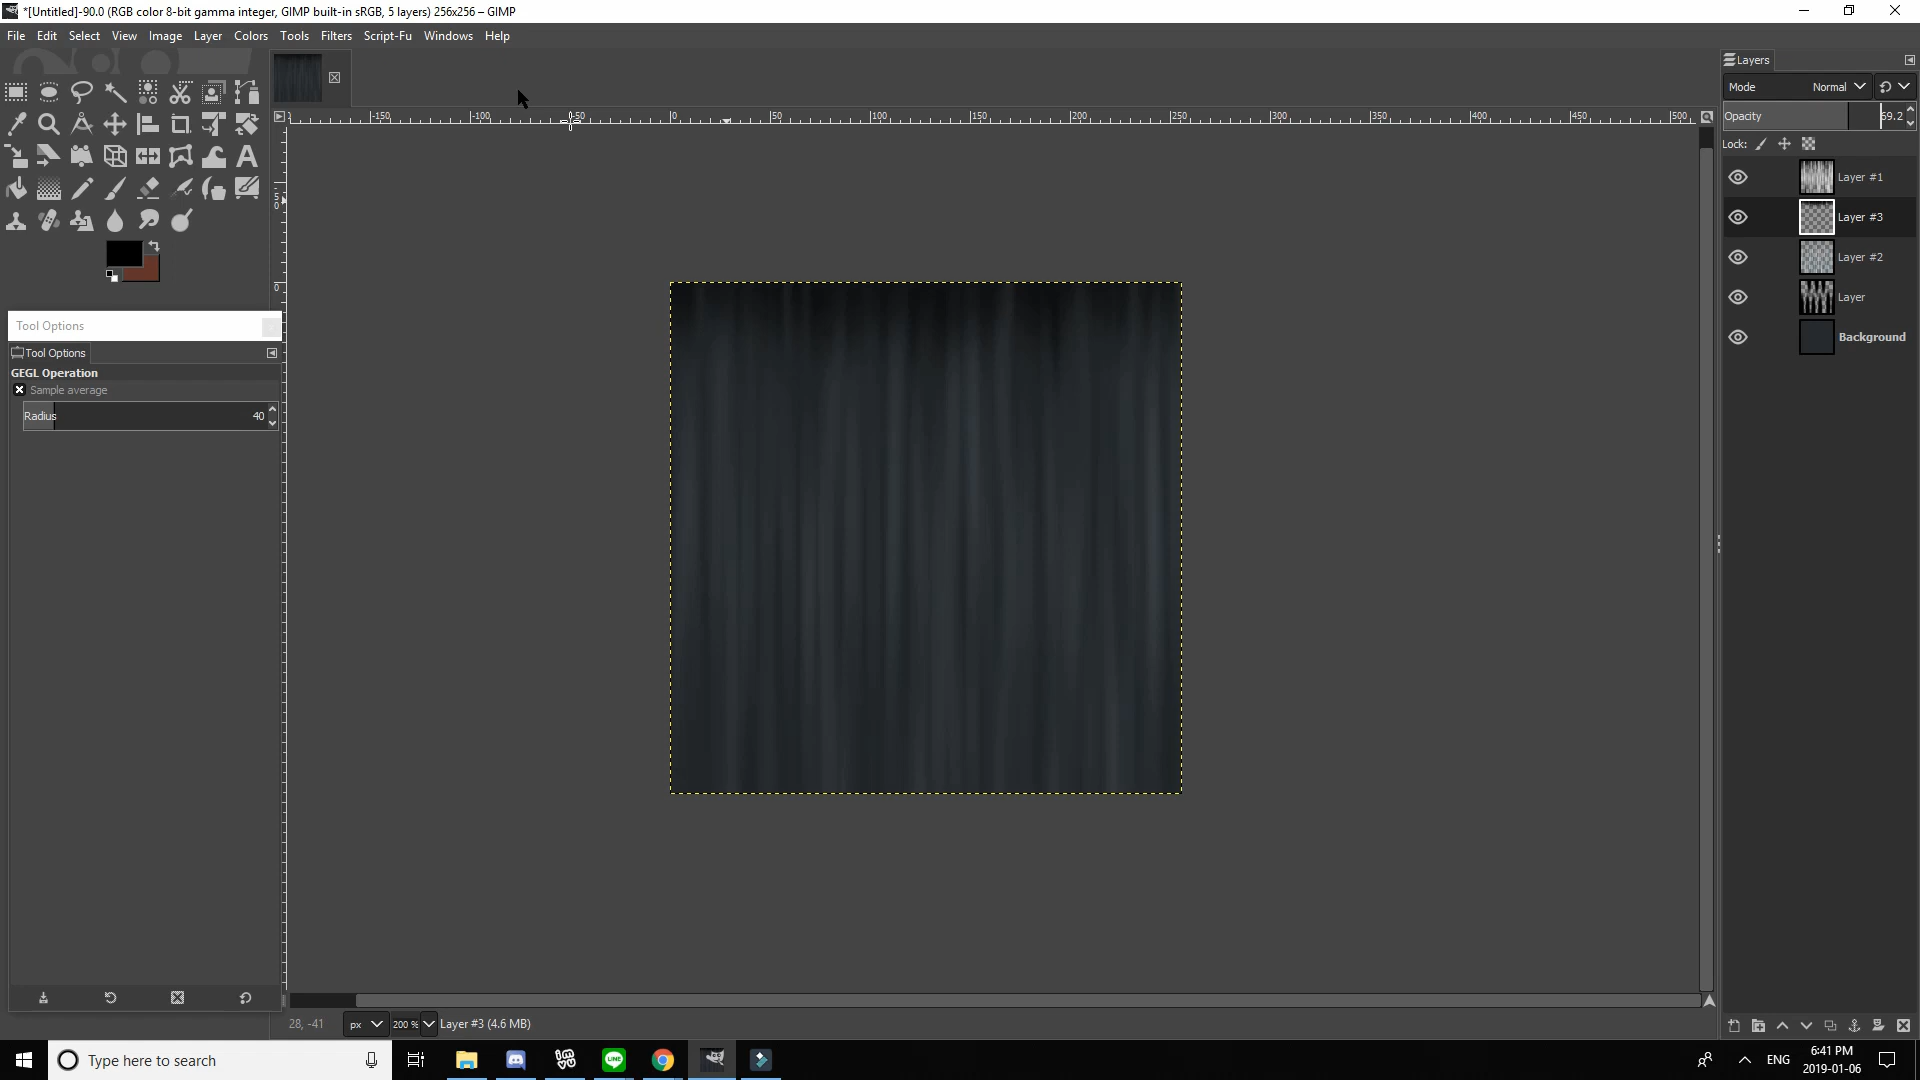 *[Untitled]-90.0 (RGB color 8-bit gamma integer, GIMP built-in sRGB, 5 layers) 256x256 – GIMP
File Edit Select View Image Layer Colors Tools Filters Script-Fu Windows Help
Layers
Mode Normal
Opacity 69.2
Lock:
-150 -100 -50 0 50 100 150 200 250 300 350 400 450 500
Layer #1
Layer #3
Layer #2
Layer
Background
Tool Options
Tool Options
GEGL Operation
Sample average
Radius 40
28, -41 px 200 % Layer #3 (4.6 MB)
Type here to search
ENG
6:41 PM
2019-01-06